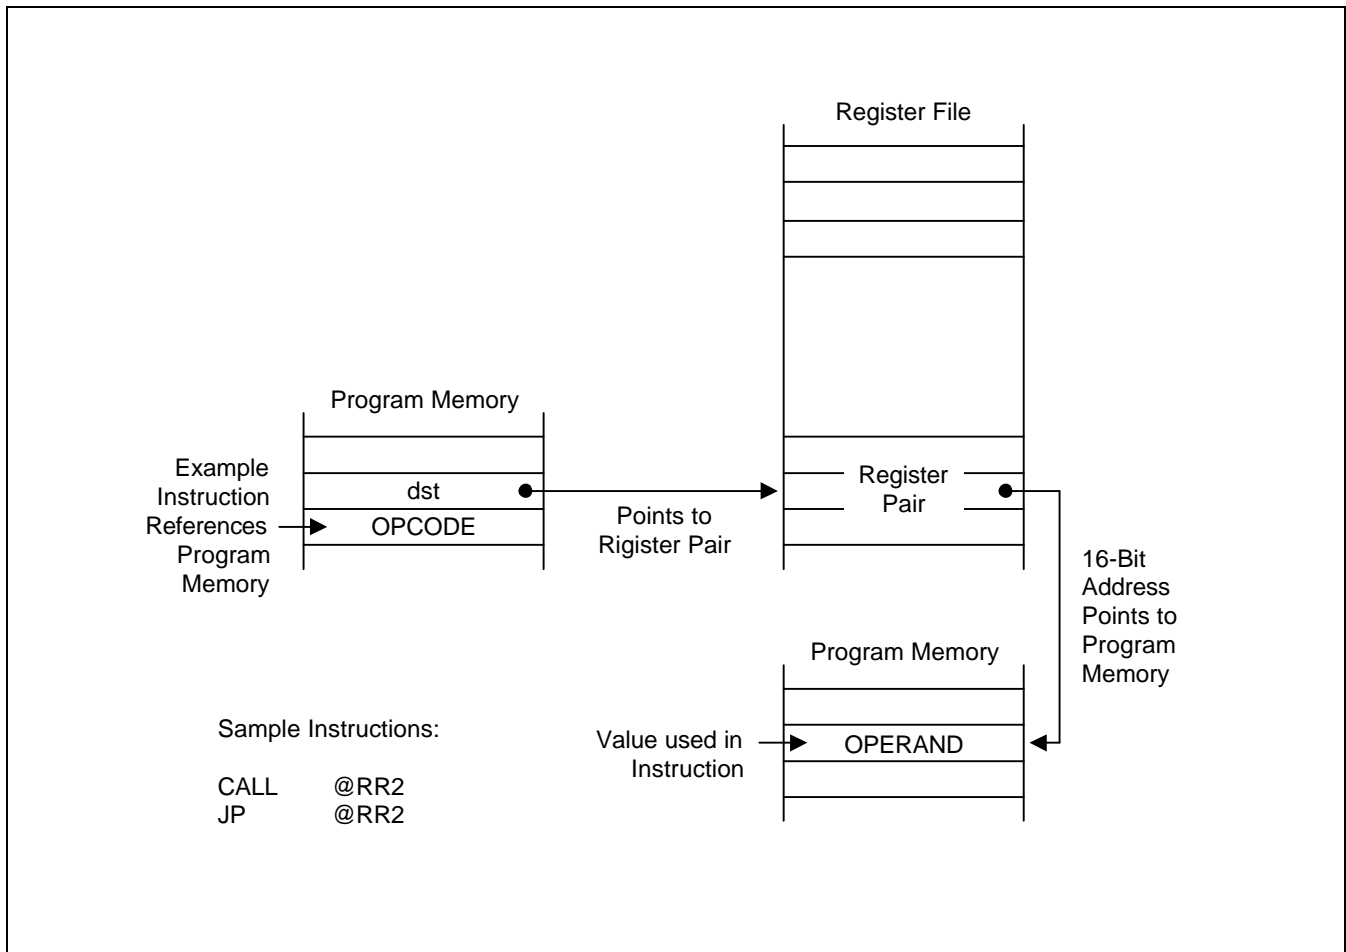 Register File
Program Memory
Example
Instruction
References
Program
Memory
dst
OPCODE
Points to
Rigister Pair
Register
Pair
16-Bit
Address
Points to
Program
Memory
Program Memory
Value used in
Instruction
OPERAND
Sample Instructions:
CALL @RR2
JP @RR2